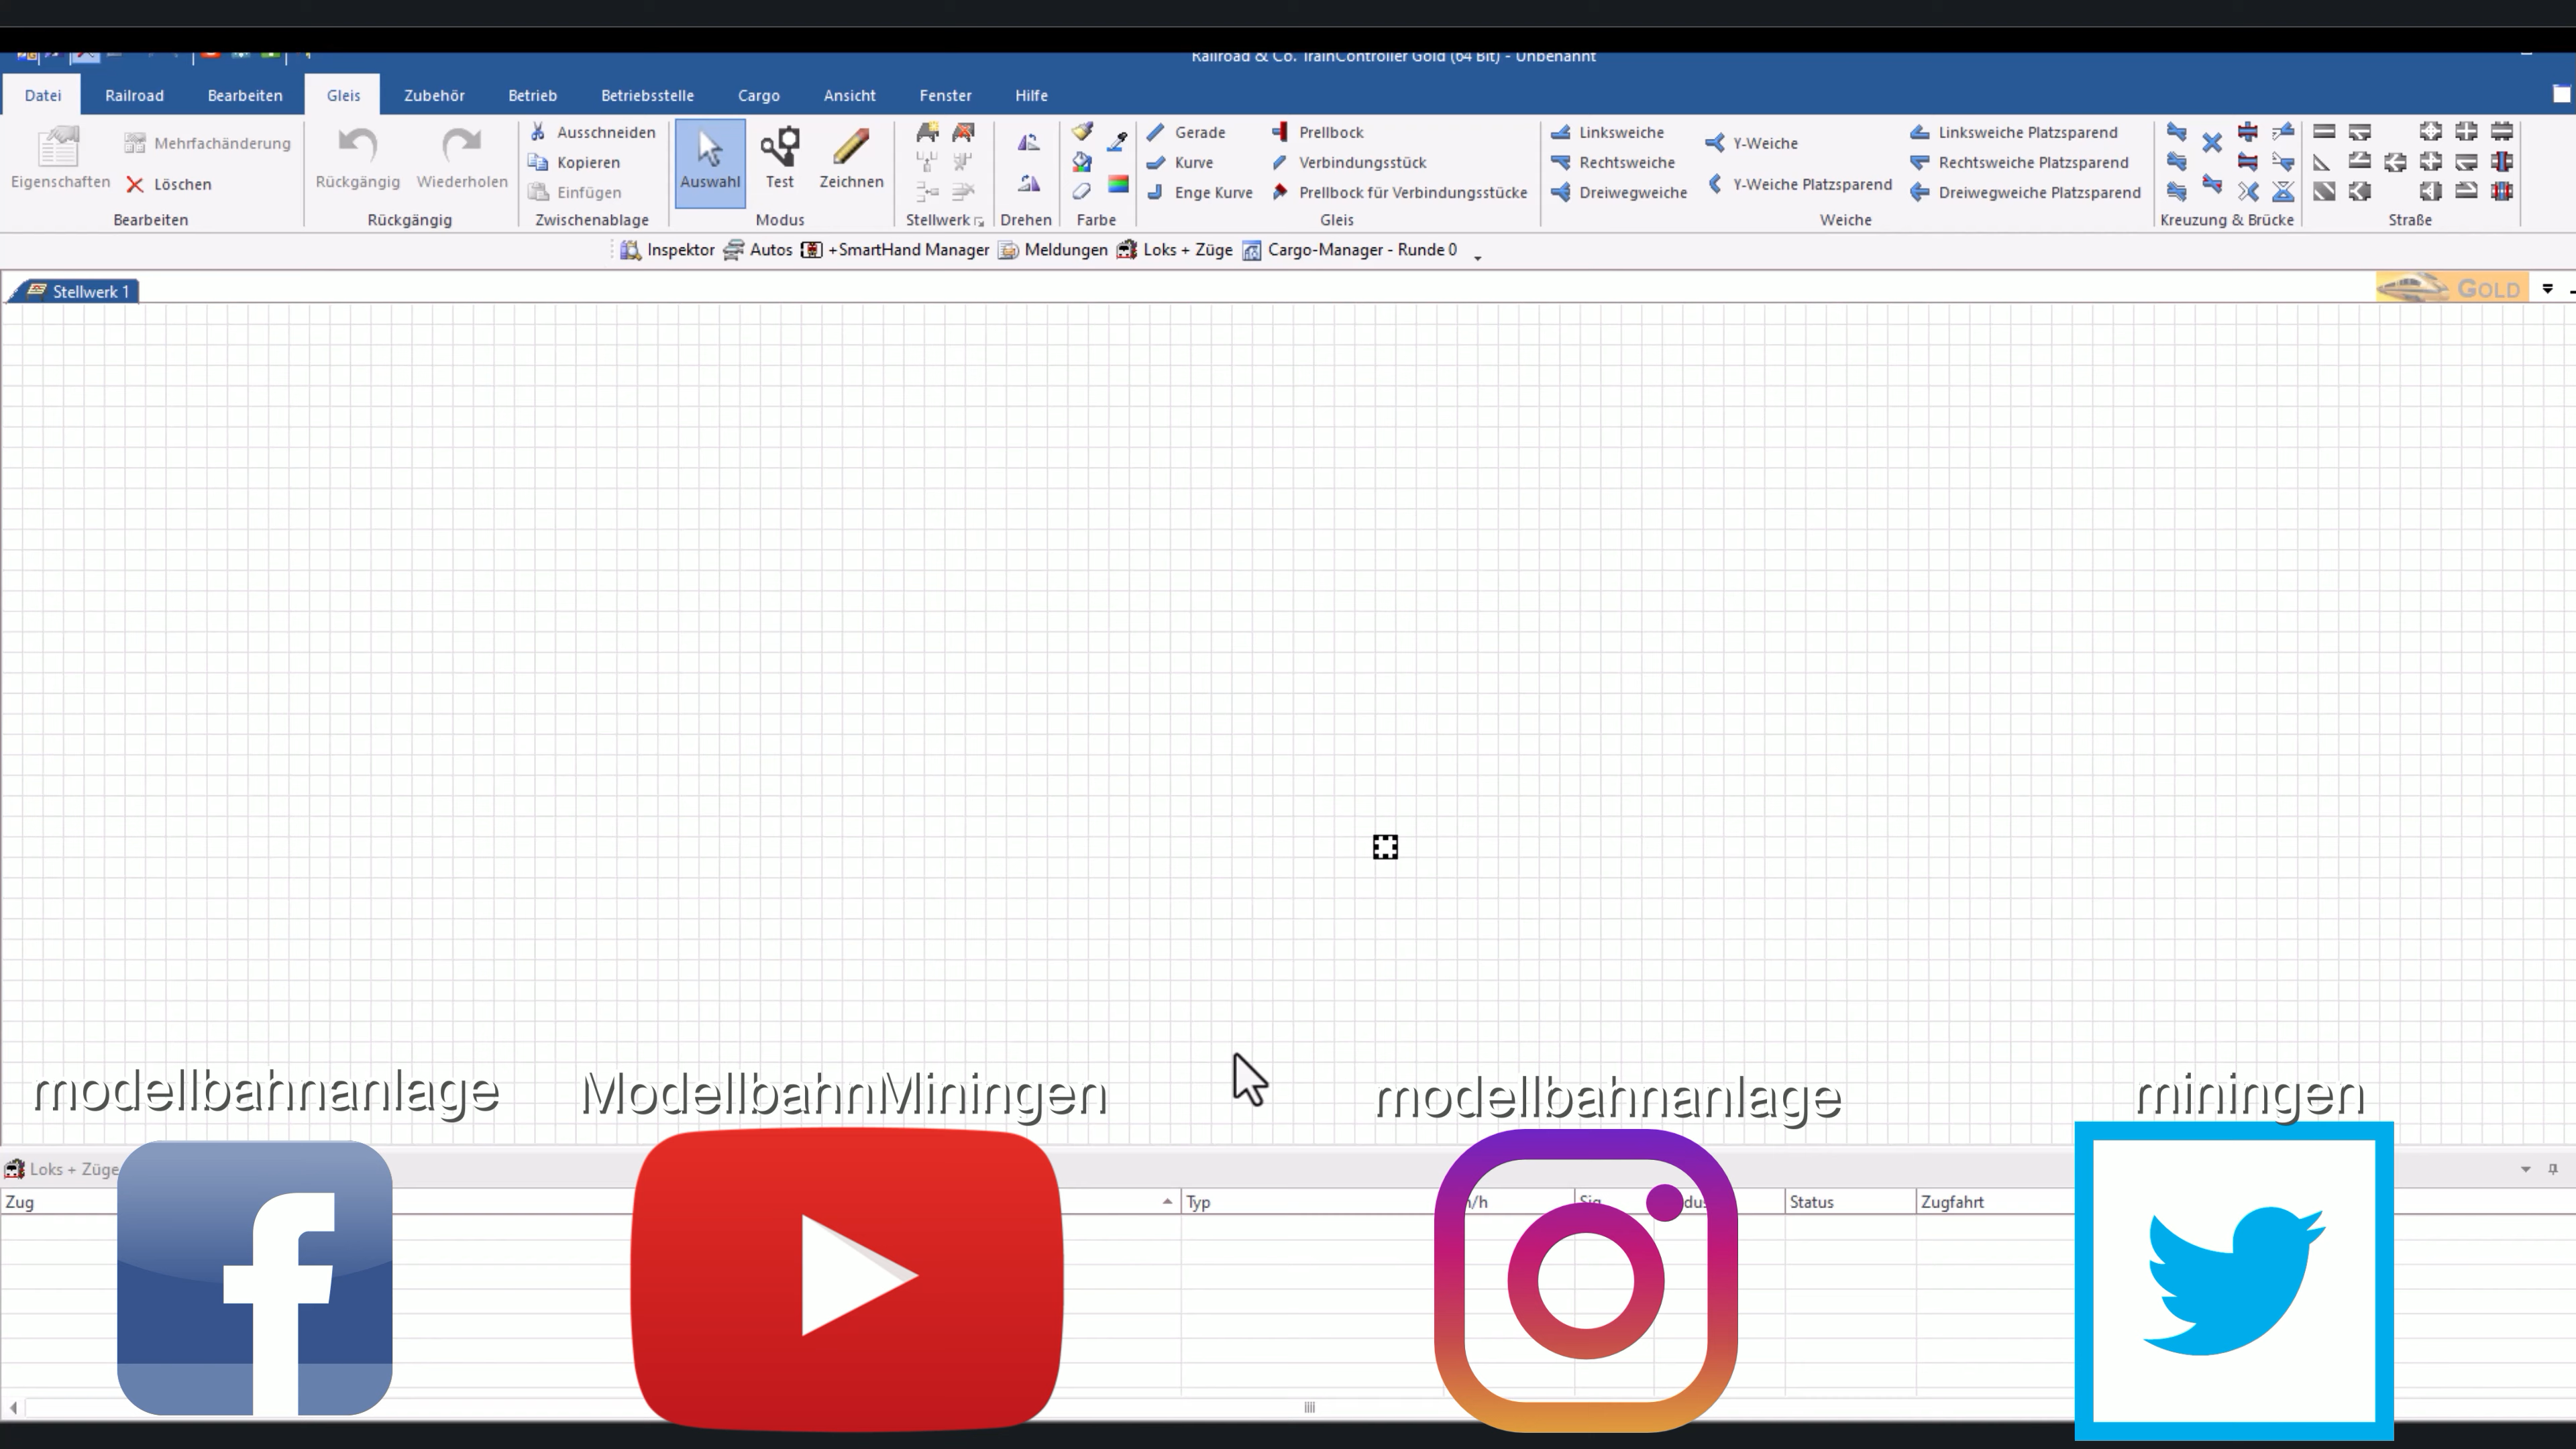 Railroad & Co. TrainController Gold (64 Bit) - Unbenannt
Datei Railroad Bearbeiten Gleis Zubehör Betrieb Betriebsstelle Cargo Ansicht Fenster Hilfe
Ausschneiden Gerade Prellbock Linksweiche Linksweiche Platzsparend
Mehrfachänderung Y-Weiche
Kopieren Kurve Verbindungsstück Rechtsweiche Rechtsweiche Platzsparend
Eigenschaften Löschen Rückgängig Wiederholen Auswahl Test Zeichnen Y-Weiche Platzsparend
Einfügen Enge Kurve Prellbock für Verbindungsstücke Dreiwegweiche Dreiwegweiche Platzsparend
Bearbeiten Rückgängig Zwischenablage Modus Stellwerk Drehen Farbe Gleis Weiche Kreuzung & Brücke Straße
Inspektor Autos +SmartHand Manager Meldungen Loks + Züge Cargo-Manager - Runde 0
Stellwerk 1 GOLD
modellbahnanlage ModellbahnMiningen modellbahnanlage miningen
Loks + Züge
Zug Typ Status Zugfahrt